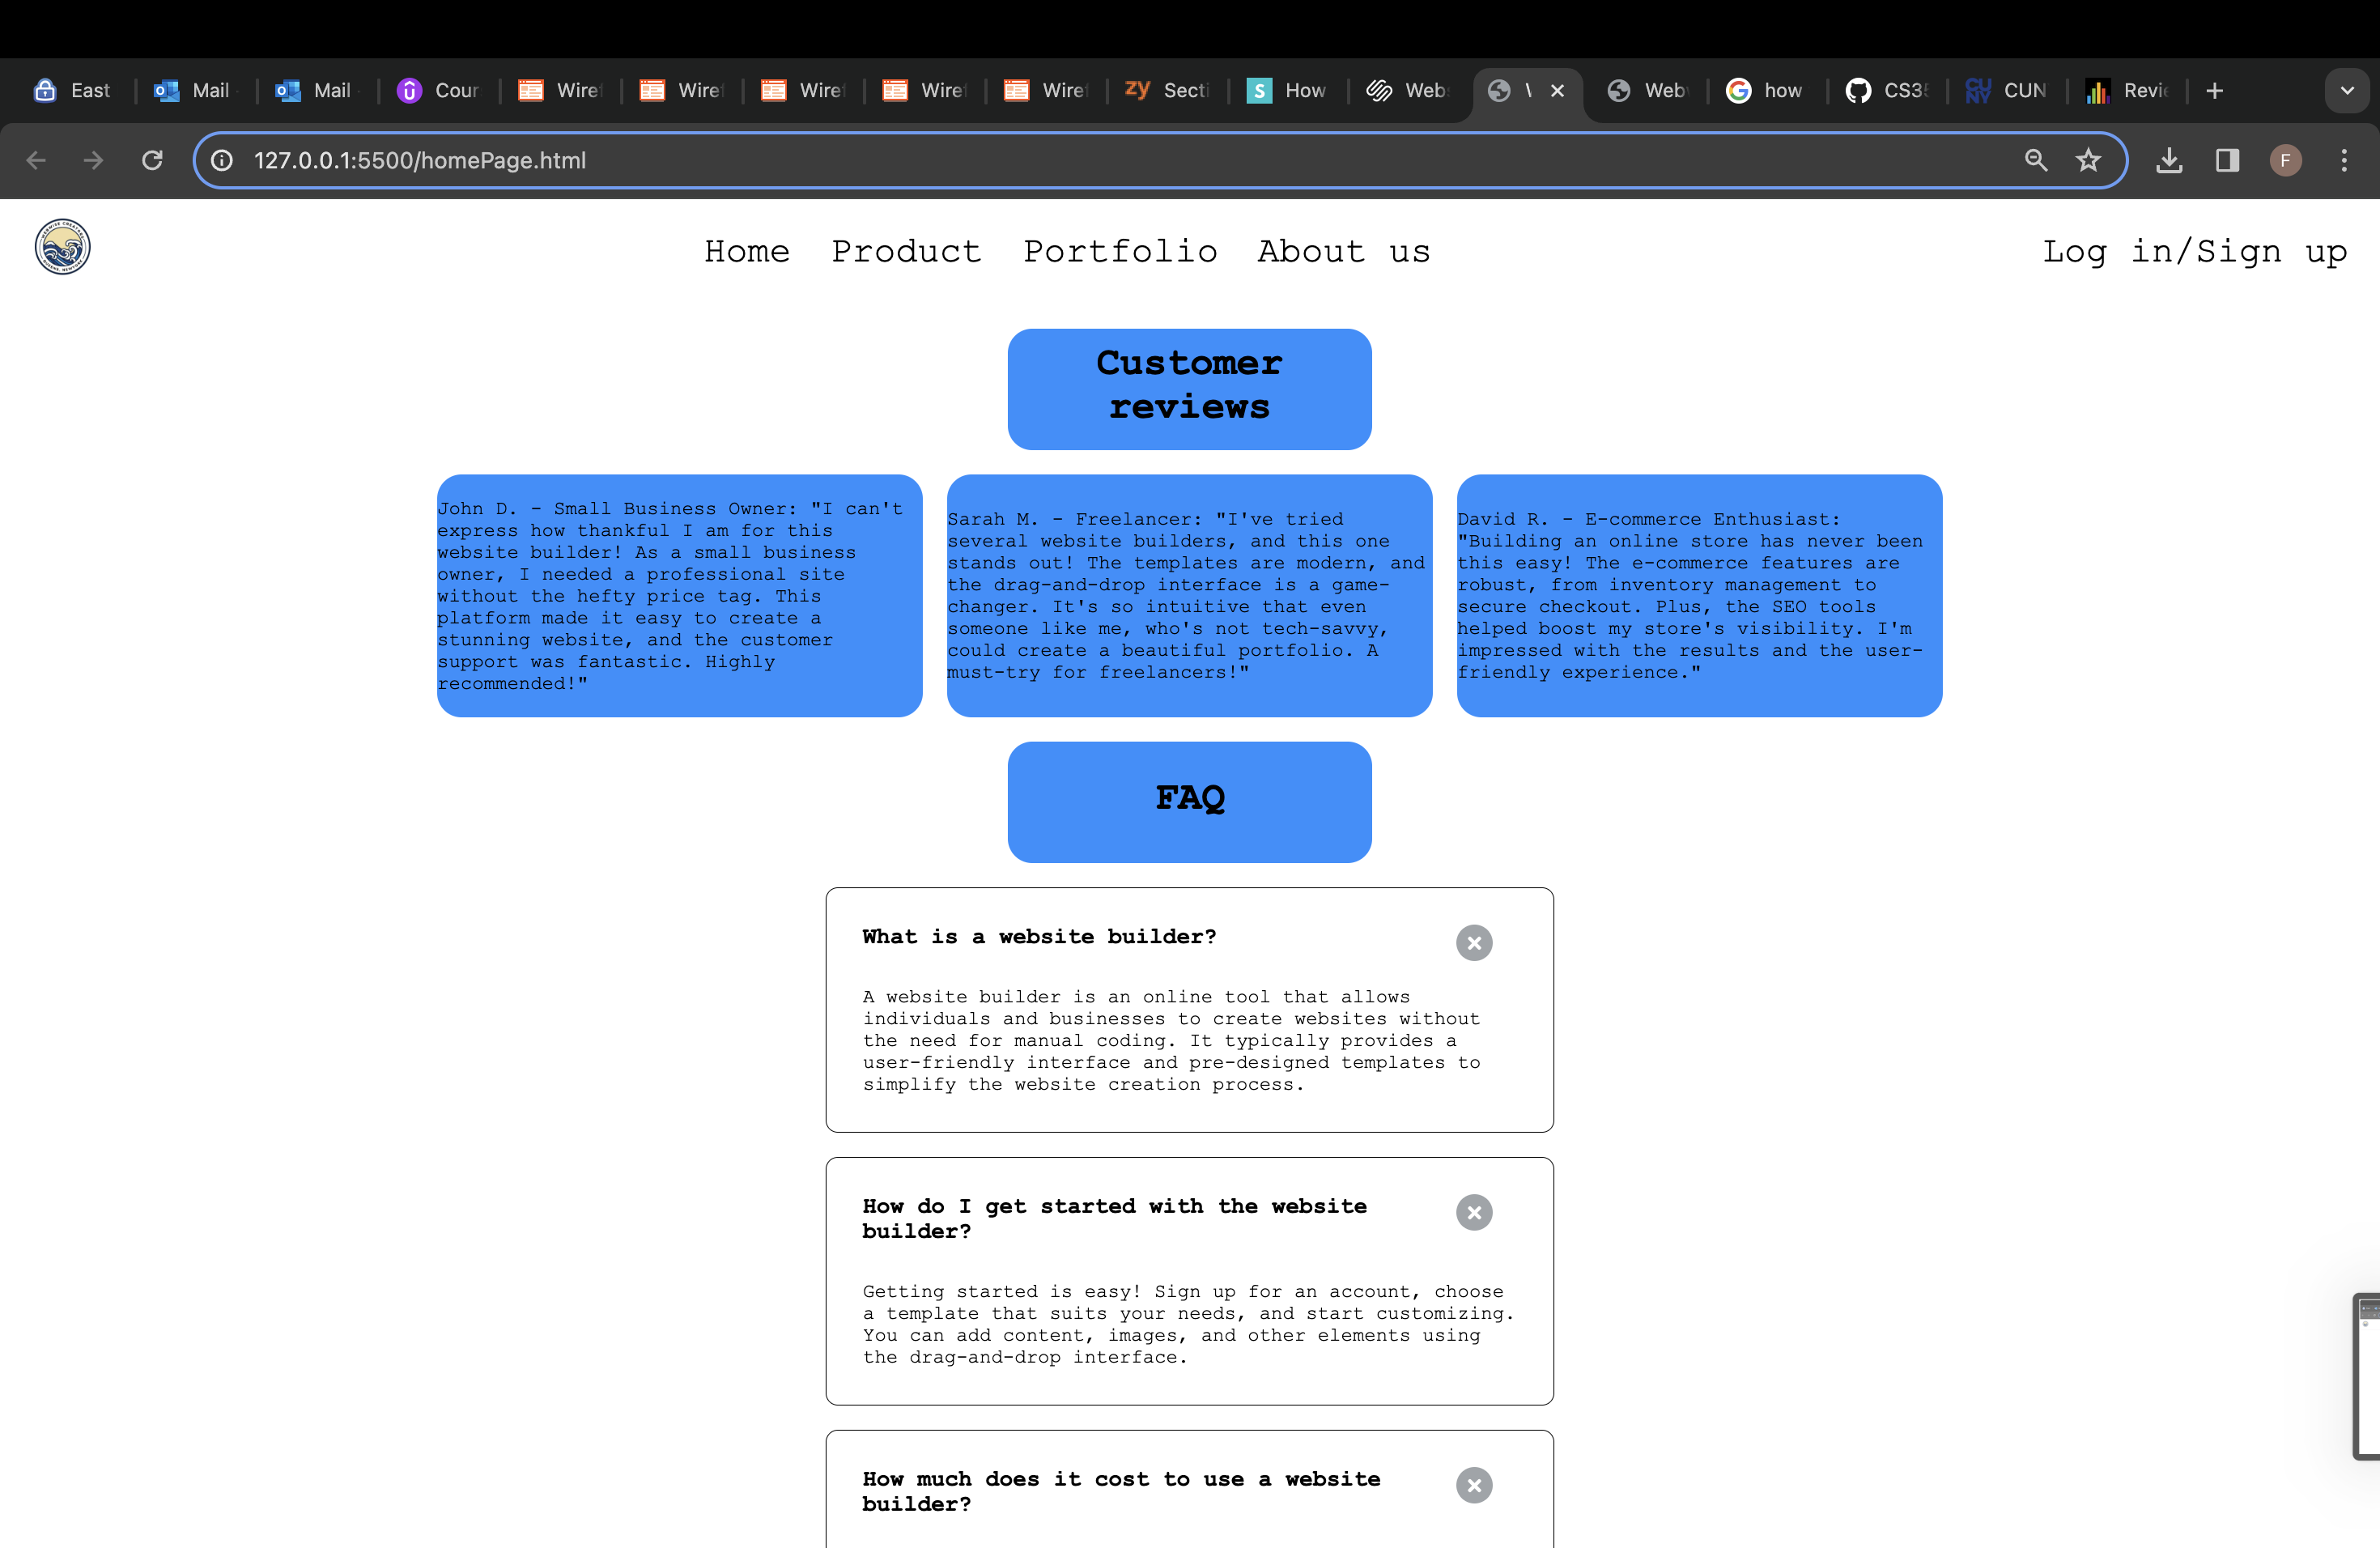 East
Mail
Mail
Cour
Wiref
Wiref
Wiref
Wiref
Wiref
zy Secti
S How
Webs
Web
G how
CS35
CUNY CUN
Revie
127.0.0.1:5500/homePage.html
F
Home Product Portfolio About us
Log in/Sign up
Customer
reviews
John D. - Small Business Owner: "I can't
express how thankful I am for this
website builder! As a small business
owner, I needed a professional site
without the hefty price tag. This
platform made it easy to create a
stunning website, and the customer
support was fantastic. Highly
recommended!"
Sarah M. - Freelancer: "I've tried
several website builders, and this one
stands out! The templates are modern, and
the drag-and-drop interface is a game-
changer. It's so intuitive that even
someone like me, who's not tech-savvy,
could create a beautiful portfolio. A
must-try for freelancers!"
David R. - E-commerce Enthusiast:
"Building an online store has never been
this easy! The e-commerce features are
robust, from inventory management to
secure checkout. Plus, the SEO tools
helped boost my store's visibility. I'm
impressed with the results and the user-
friendly experience."
FAQ
What is a website builder?
A website builder is an online tool that allows
individuals and businesses to create websites without
the need for manual coding. It typically provides a
user-friendly interface and pre-designed templates to
simplify the website creation process.
How do I get started with the website
builder?
Getting started is easy! Sign up for an account, choose
a template that suits your needs, and start customizing.
You can add content, images, and other elements using
the drag-and-drop interface.
How much does it cost to use a website
builder?